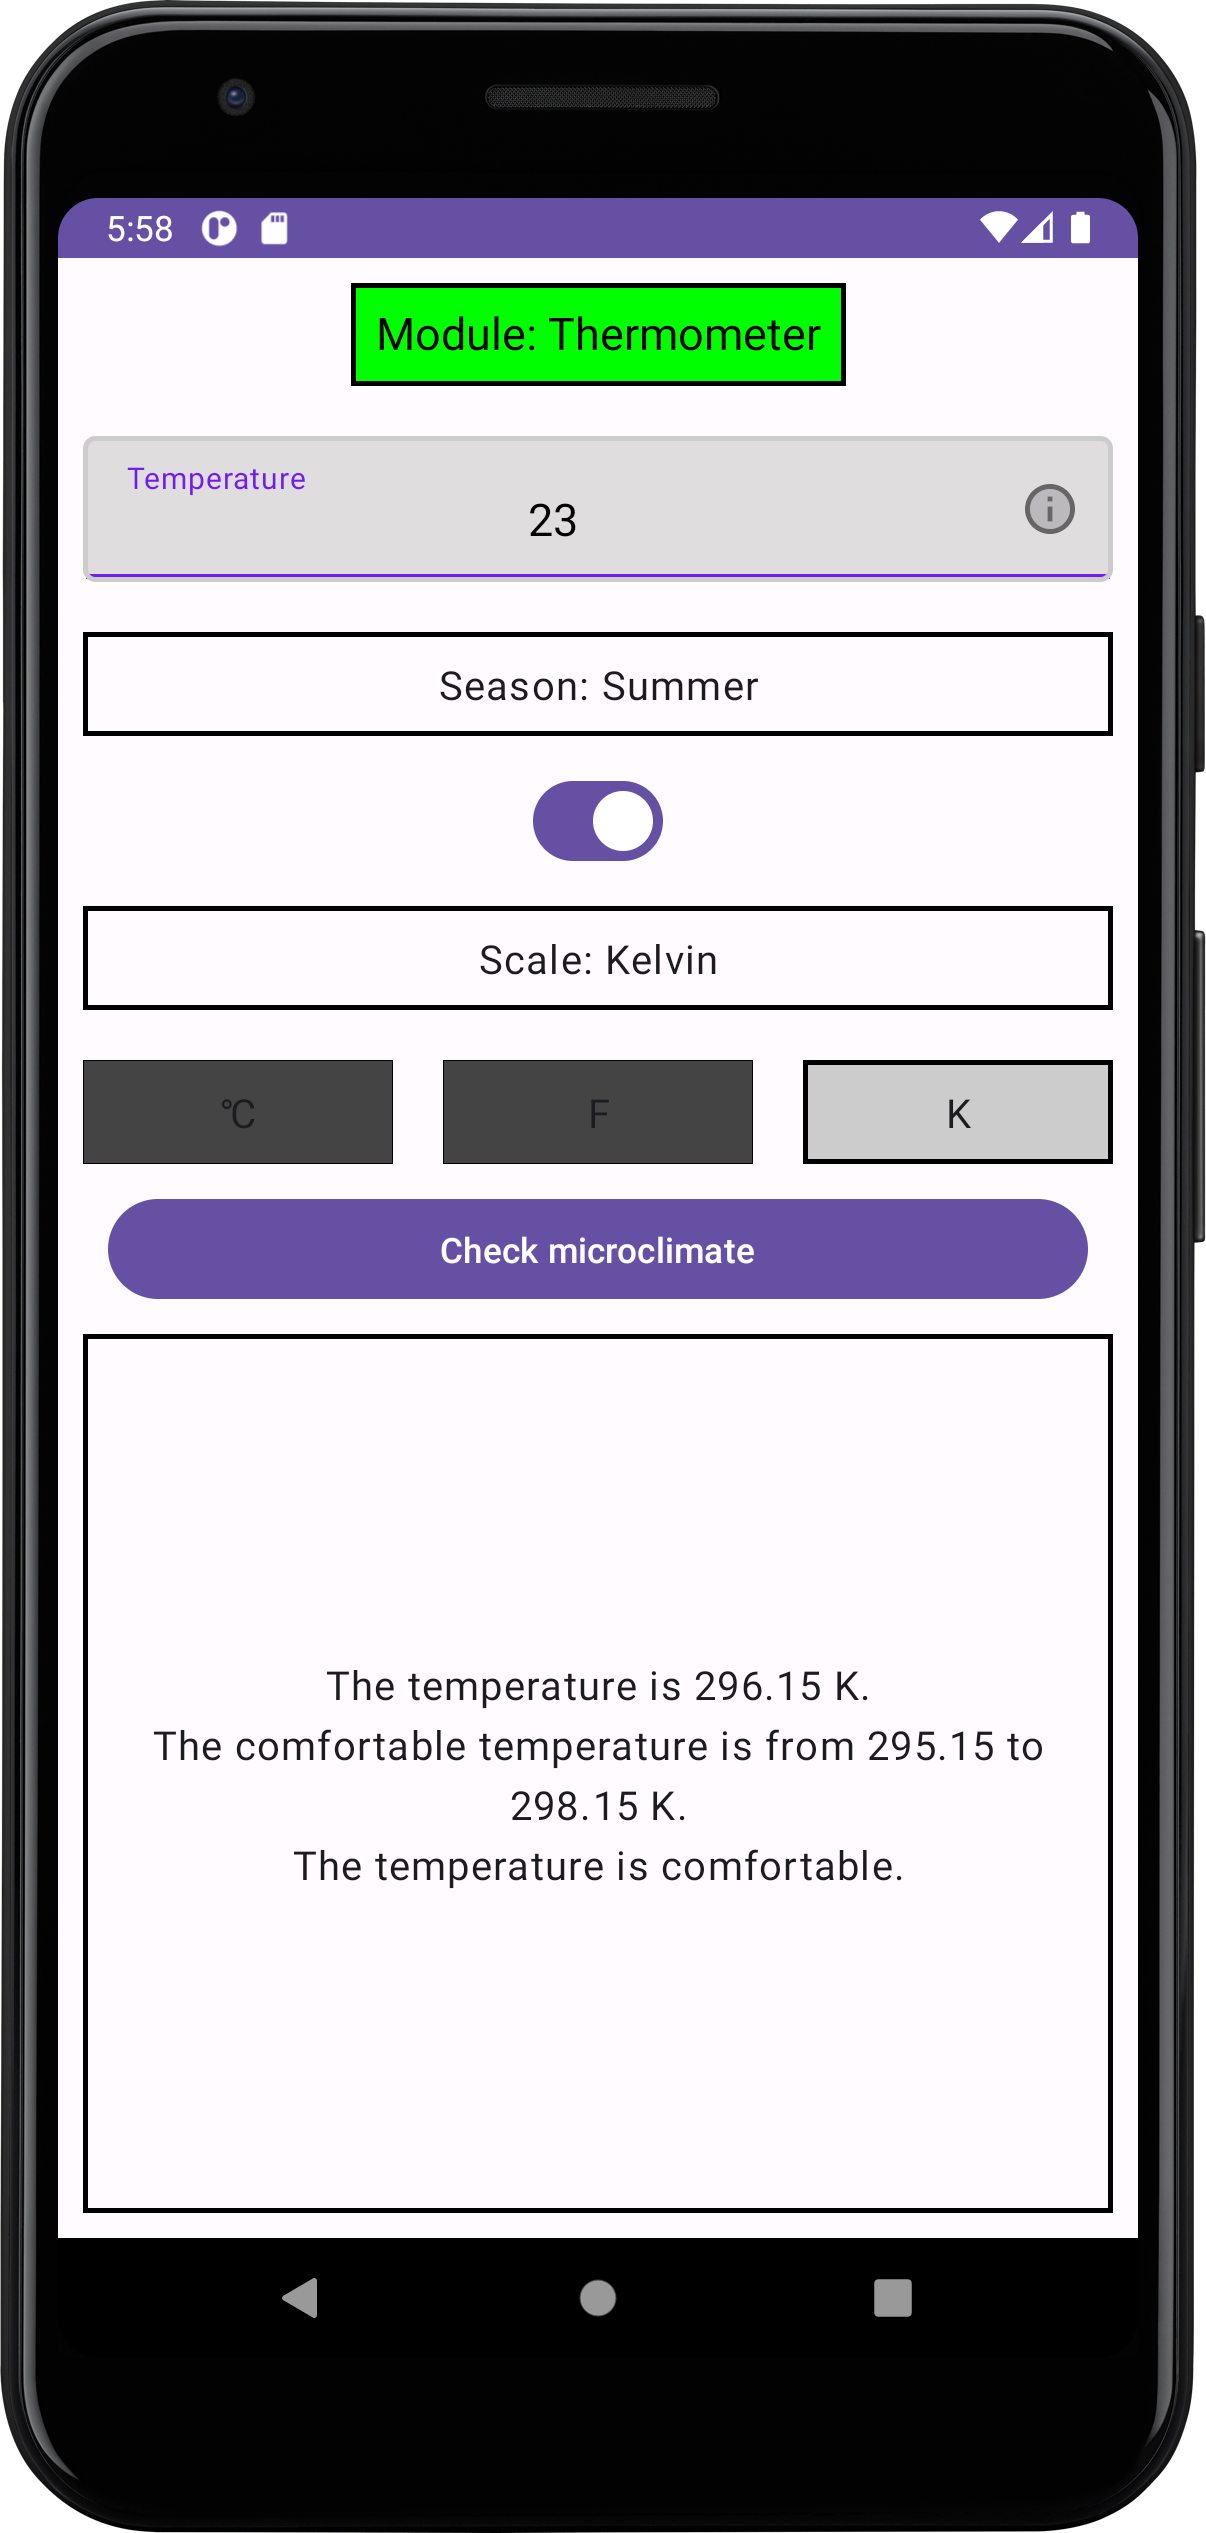 5:58
Module: Thermometer
Temperature
23
Season: Summer
Scale: Kelvin
℃
F
K
Check microclimate
The temperature is 296.15 K.
The comfortable temperature is from 295.15 to
298.15 K.
The temperature is comfortable.